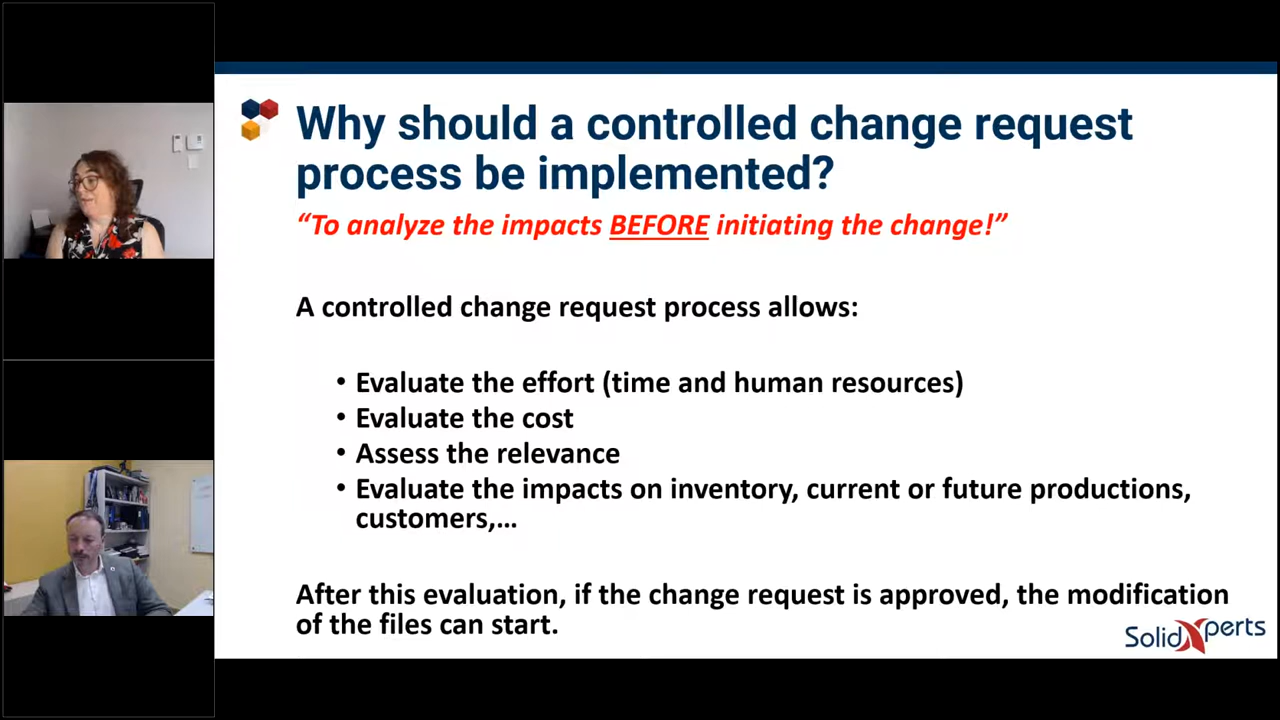 Why should a controlled change request
process be implemented?
“To analyze the impacts BEFORE initiating the change!”
A controlled change request process allows:
• Evaluate the effort (time and human resources)
• Evaluate the cost
• Assess the relevance
• Evaluate the impacts on inventory, current or future productions,
customers,...
After this evaluation, if the change request is approved, the modification
of the files can start.
SolidXperts